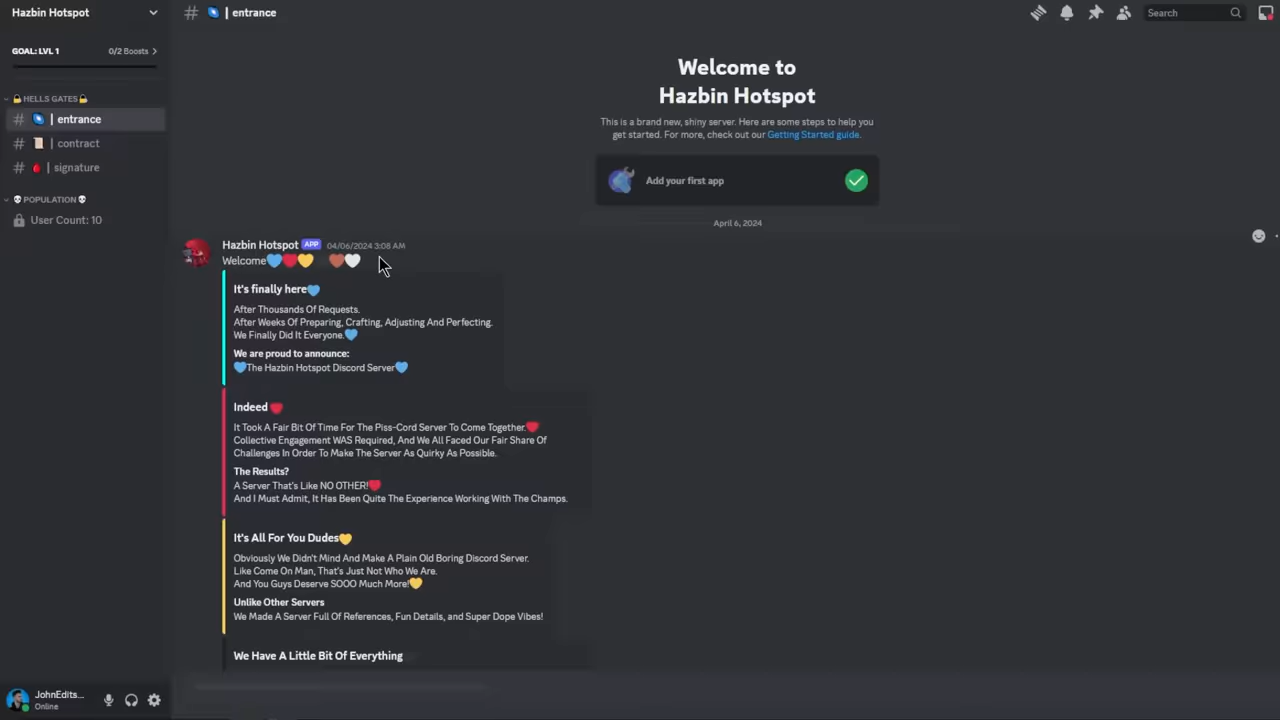 Hazbin Hotspot
| entrance
Search
GOAL: LVL 1
0/2 Boosts
HELLS GATES
| entrance
| contract
| signature
POPULATION
User Count: 10
Welcome to
Hazbin Hotspot
This is a brand new, shiny server. Here are some steps to help you
get started. For more, check out our Getting Started guide.
Add your first app
April 6, 2024
Hazbin Hotspot APP 04/06/2024 3:08 AM
Welcome💙❤️💛 🤎🤍
It's finally here💙
After Thousands Of Requests.
After Weeks Of Preparing, Crafting, Adjusting And Perfecting.
We Finally Did It Everyone.💙
We are proud to announce:
💙The Hazbin Hotspot Discord Server💙
Indeed ❤️
It Took A Fair Bit Of Time For The Piss-Cord Server To Come Together.❤️
Collective Engagement WAS Required, And We All Faced Our Fair Share Of
Challenges In Order To Make The Server As Quirky As Possible.
The Results?
A Server That's Like NO OTHER!❤️
And I Must Admit, It Has Been Quite The Experience Working With The Champs.
It's All For You Dudes💛
Obviously We Didn't Mind And Make A Plain Old Boring Discord Server.
Like Come On Man, That's Just Not Who We Are.
And You Guys Deserve SOOO Much More!💛
Unlike Other Servers
We Made A Server Full Of References, Fun Details, and Super Dope Vibes!
We Have A Little Bit Of Everything
JohnEdits...
Online